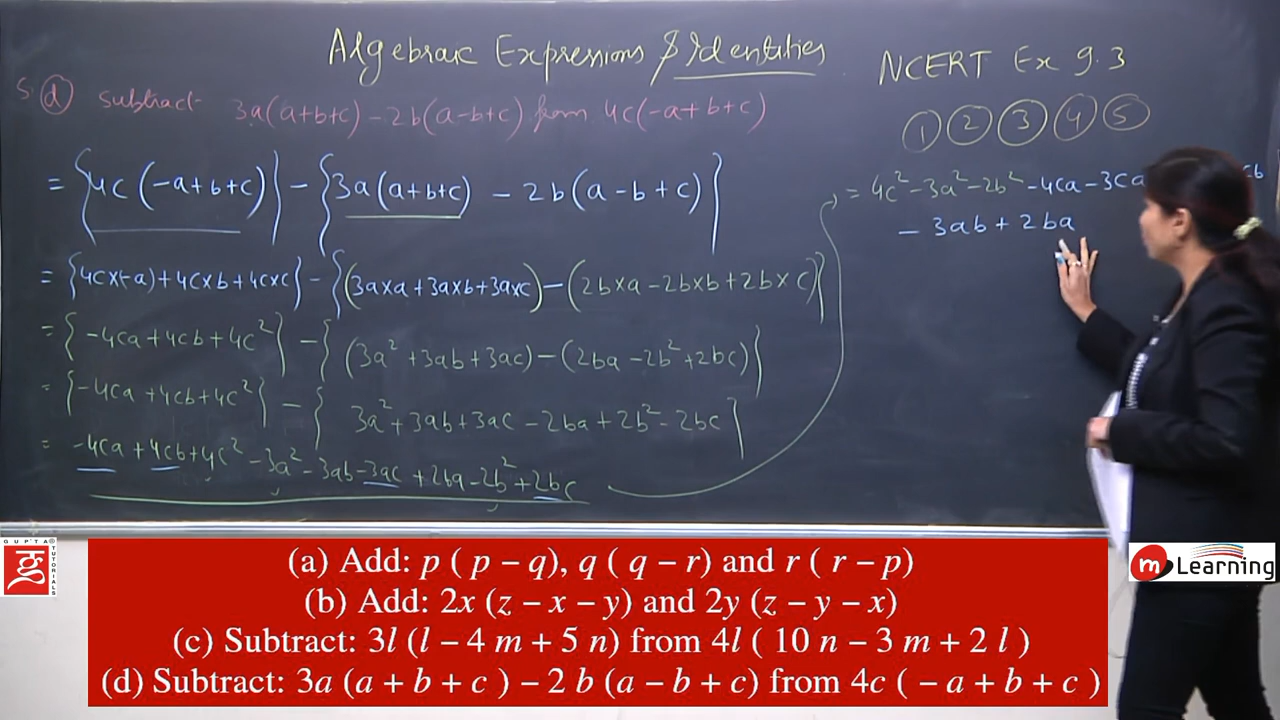 Algebraic Expressions & Identities
NCERT Ex 9.3
① ② ③ ④ ⑤
5. (d) subtract 3a(a+b+c) – 2b(a–b+c) from 4c(–a+b+c)
= {4c(–a+b+c)} – {3a(a+b+c) – 2b(a–b+c)}
= {4c×(–a)+4c×b+4c×c} – {(3a×a+3a×b+3a×c) – (2b×a–2b×b+2b×c)}
= {–4ca+4cb+4c²} – {(3a²+3ab+3ac) – (2ba–2b²+2bc)}
= {–4ca+4cb+4c²} – {3a²+3ab+3ac–2ba+2b²–2bc}
= –4ca+4cb+4c²–3a²–3ab–3ac+2ba–2b²+2bc
= 4c²–3a²–2b²–4ca–3ca cb
– 3ab+2ba
(a) Add: p ( p – q), q ( q – r) and r ( r – p)
(b) Add: 2x (z – x – y) and 2y (z – y – x)
(c) Subtract: 3l (l – 4 m + 5 n) from 4l ( 10 n – 3 m + 2 l )
(d) Subtract: 3a (a + b + c ) – 2 b (a – b + c) from 4c ( – a + b + c )
GUPTA TUTORIALS
g
m Learning